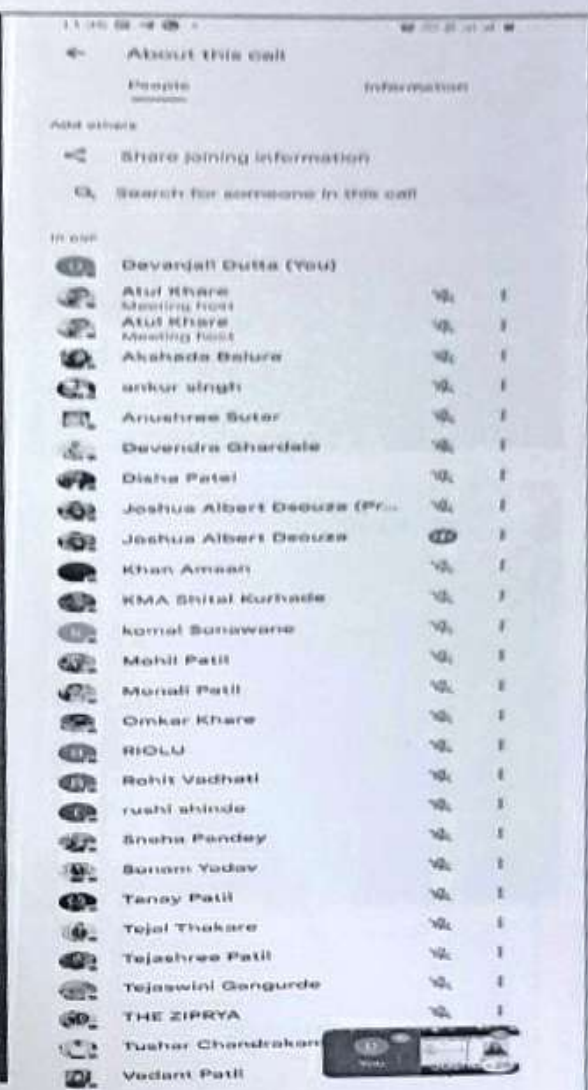 About this call
People Information
Add others
Share joining information
Search for someone in this call
In call
Devanjali Dutta (You)
Atul Khare
Meeting host
Atul Khare
Meeting host
Akshada Belure
ankur singh
Anushree Sutar
Devendra Ghardale
Disha Patel
Joshua Albert Dsouza (Pr...
Joshua Albert Dsouza
Khan Amaan
KMA Shital Kurhade
komal Sonawane
Mohil Patil
Monali Patil
Omkar Khare
RIOLU
Rohit Vadhati
rushi shinde
Sneha Pandey
Sonam Yadav
Tanay Patil
Tejal Thakare
Tejashree Patil
Tejaswini Gangurde
THE ZIPRYA
Tushar Chandrakan
You
Vedant Patil